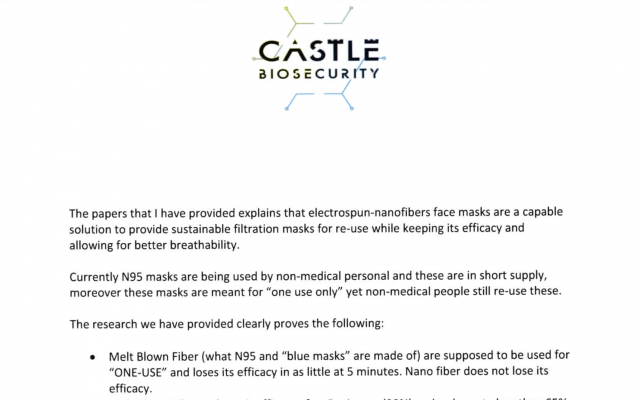 CASTLE
BIOSECURITY
The papers that I have provided explains that electrospun-nanofibers face masks are a capable
solution to provide sustainable filtration masks for re-use while keeping its efficacy and
allowing for better breathability.
Currently N95 masks are being used by non-medical personal and these are in short supply,
moreover these masks are meant for “one use only” yet non-medical people still re-use these.
The research we have provided clearly proves the following:
• Melt Blown Fiber (what N95 and “blue masks” are made of) are supposed to be used for
“ONE-USE” and loses its efficacy in as little at 5 minutes. Nano fiber does not lose its
efficacy.